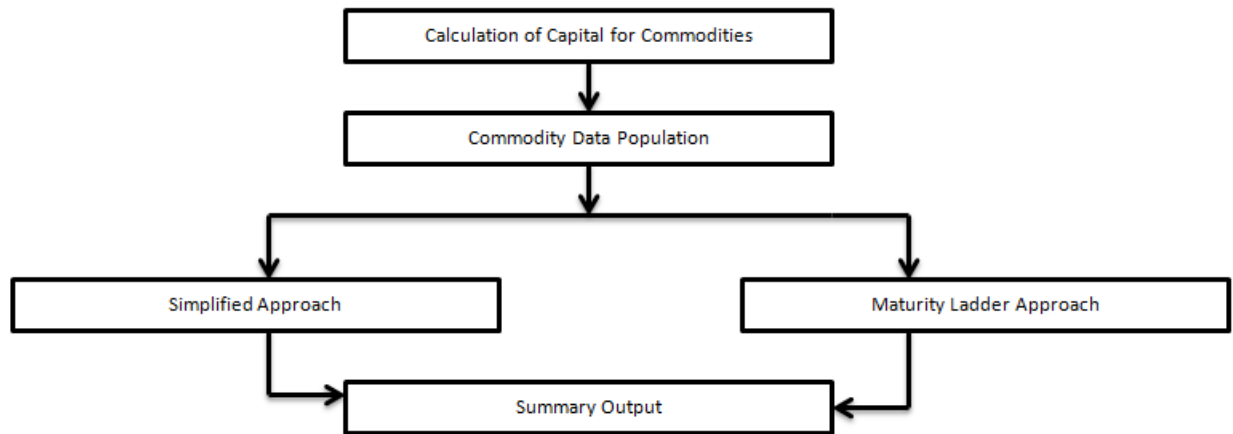 Calculation of Capital for Commodities
Commodity Data Population
Simplified Approach
Maturity Ladder Approach
Summary Output